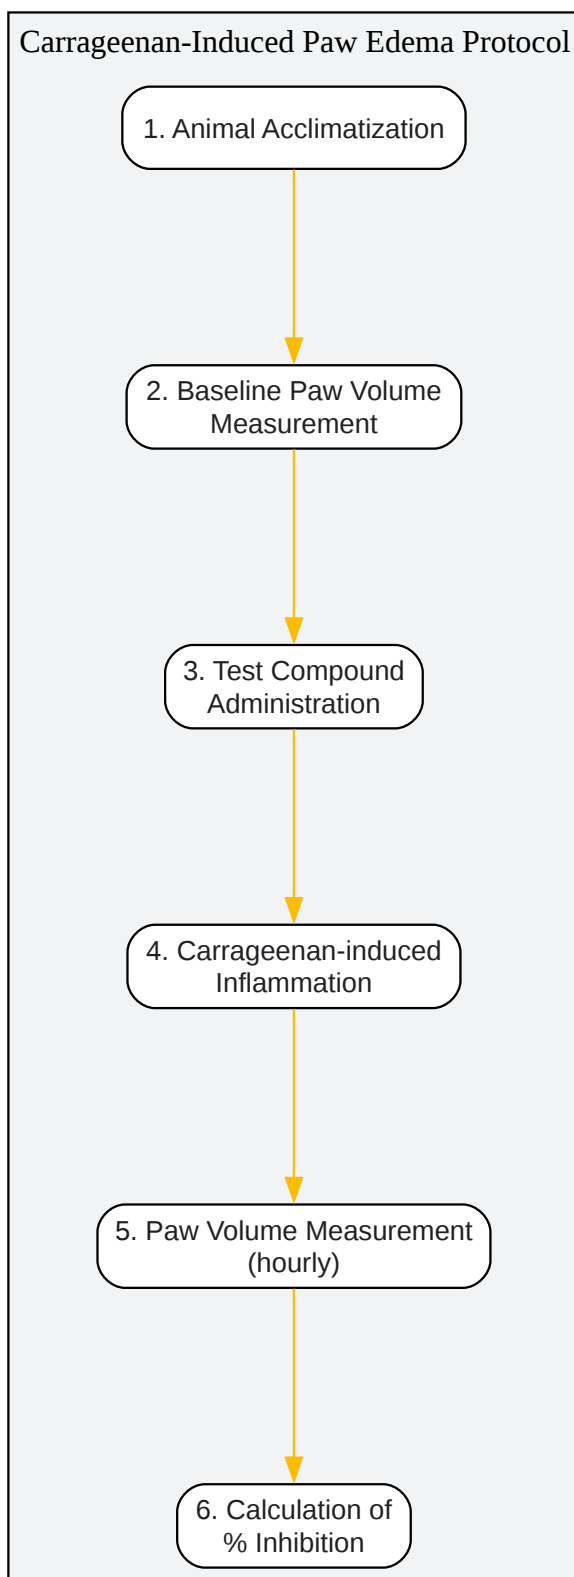 Carrageenan-Induced Paw Edema Protocol
1. Animal Acclimatization
2. Baseline Paw Volume
Measurement
3. Test Compound
Administration
4. Carrageenan-induced
Inflammation
5. Paw Volume Measurement
(hourly)
6. Calculation of
% Inhibition